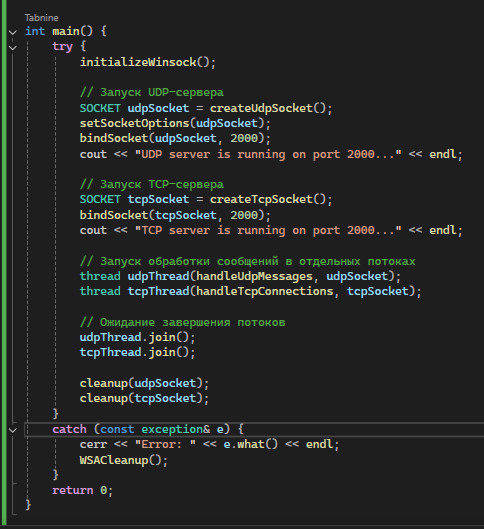 Tabnine
int main() {
try {
initializeWinsock();
// Запуск UDP-сервера
SOCKET udpSocket = createUdpSocket();
setSocketOptions(udpSocket);
bindSocket(udpSocket, 2000);
cout << "UDP server is running on port 2000..." << endl;
// Запуск TCP-сервера
SOCKET tcpSocket = createTcpSocket();
bindSocket(tcpSocket, 2000);
cout << "TCP server is running on port 2000..." << endl;
// Запуск обработки сообщений в отдельных потоках
thread udpThread(handleUdpMessages, udpSocket);
thread tcpThread(handleTcpConnections, tcpSocket);
// Ожидание завершения потоков
udpThread.join();
tcpThread.join();
cleanup(udpSocket);
cleanup(tcpSocket);
}
catch (const exception& e) {
cerr << "Error: " << e.what() << endl;
WSACleanup();
}
return 0;
}